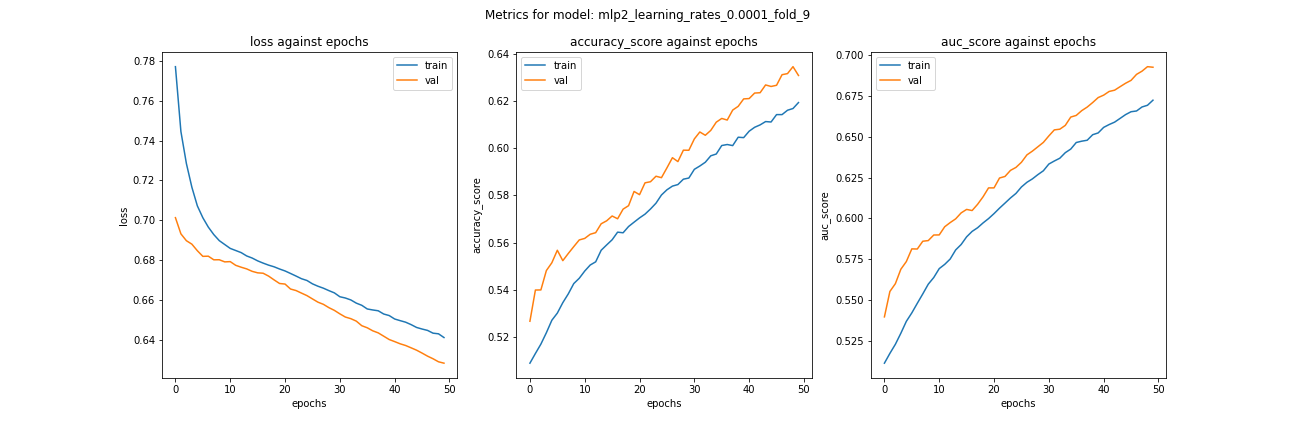 Metrics for model: mlp2_learning_rates_0.0001_fold_9
loss against epochs
train
val
0.78
0.76
0.74
0.72
0.70
0.68
0.66
0.64
loss
0
10
20
30
40
50
epochs
accuracy_score against epochs
train
val
0.64
0.62
0.60
0.58
0.56
0.54
0.52
accuracy_score
0
10
20
30
40
50
epochs
auc_score against epochs
train
val
0.700
0.675
0.650
0.625
0.600
0.575
0.550
0.525
auc_score
0
10
20
30
40
50
epochs